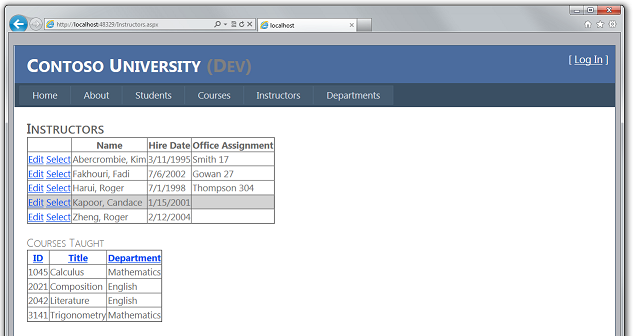 http://localhost:48329/Instructors.aspx
localhost
CONTOSO UNIVERSITY (DEV)
[ Log In ]
Home About Students Courses Instructors Departments
INSTRUCTORS
Name Hire Date Office Assignment
Edit Select Abercrombie, Kim 3/11/1995 Smith 17
Edit Select Fakhouri, Fadi 7/6/2002 Gowan 27
Edit Select Harui, Roger 7/1/1998 Thompson 304
Edit Select Kapoor, Candace 1/15/2001
Edit Select Zheng, Roger 2/12/2004
COURSES TAUGHT
ID Title Department
1045 Calculus Mathematics
2021 Composition English
2042 Literature English
3141 Trigonometry Mathematics